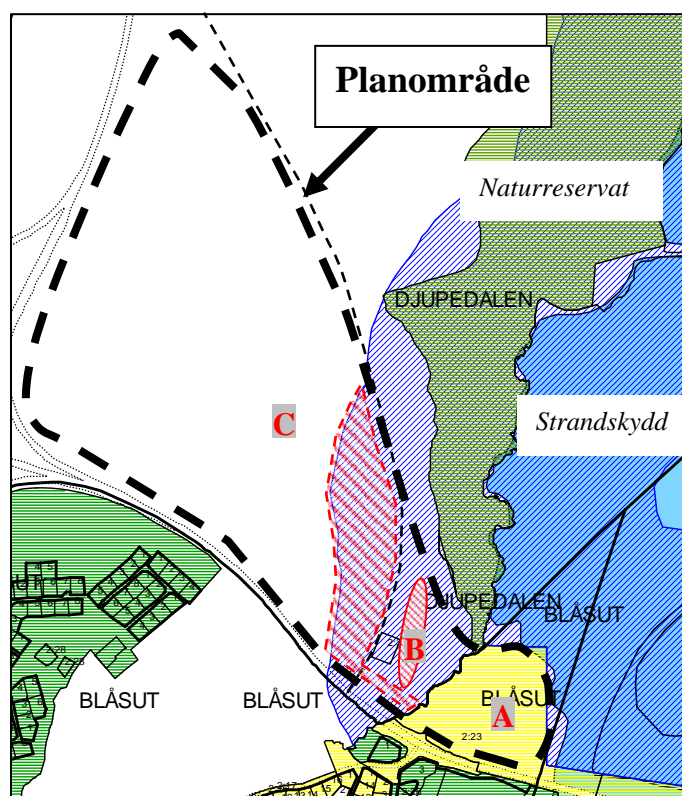 Planområde
Naturreservat
DJUPEDALEN
C
Strandskydd
DJUPEDALEN
BLÅSUT
B
BLÅSUT
BLÅSUT
BLÅSUT
A
2:23